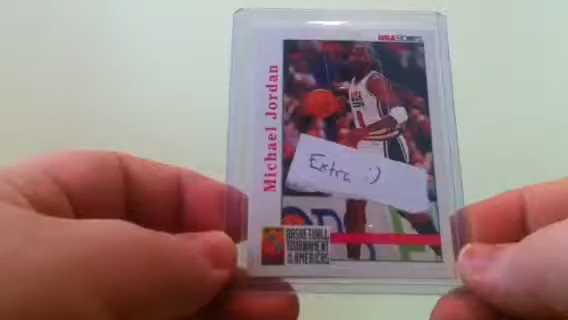 NBA HOOPS
Michael Jordan
Extra :)
BASKETBALL
TOURNAMENT
OF THE
AMERICAS